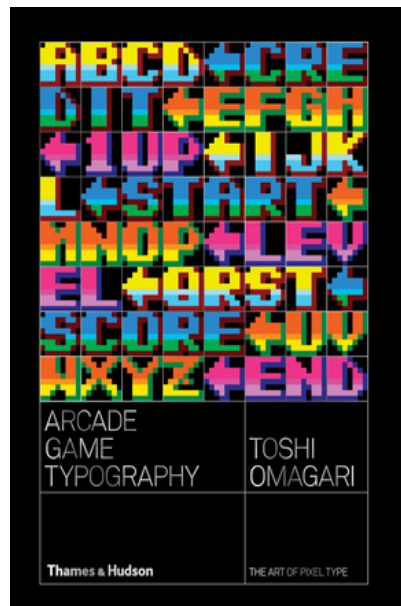 ABCD←CRE
DIT←EFGH
←1UP←IJK
L←START←
MNOP←LEV
EL←QRST←
SCORE←UV
WXYZ←END
ARCADE
GAME
TYPOGRAPHY
TOSHI
OMAGARI
Thames & Hudson
THE ART OF PIXEL TYPE